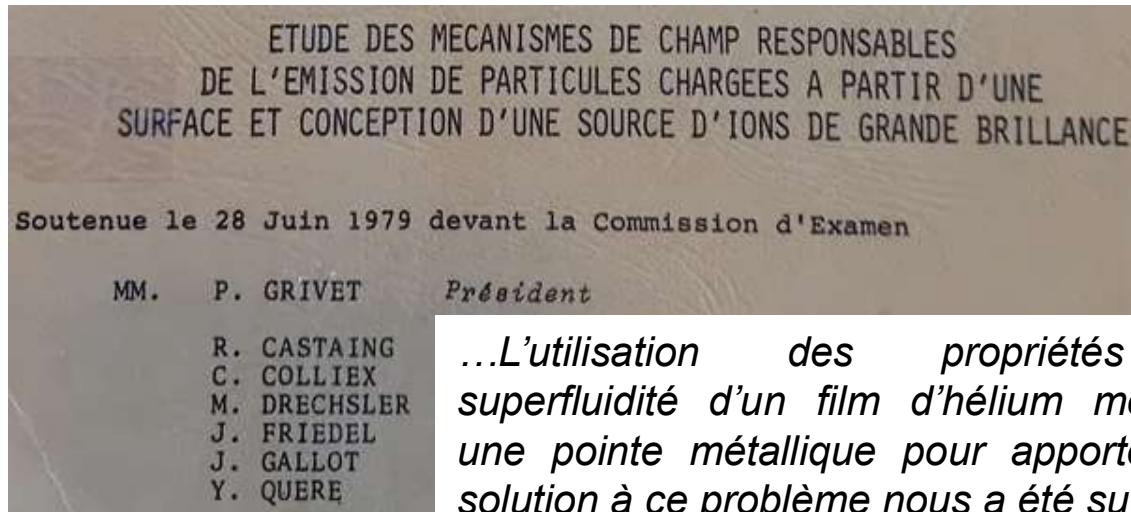 ETUDE DES MECANISMES DE CHAMP RESPONSABLES
DE L'EMISSION DE PARTICULES CHARGEES A PARTIR D'UNE
SURFACE ET CONCEPTION D'UNE SOURCE D'IONS DE GRANDE BRILLANCE
Soutenue le 28 Juin 1979 devant la Commission d'Examen
MM. P. GRIVET Président
R. CASTAING
C. COLLIEX
M. DRECHSLER
J. FRIEDEL
J. GALLOT
Y. QUERE
…L'utilisation des propriétés
superfluidité d'un film d'hélium
une pointe métallique pour
solution à ce problème nous a été